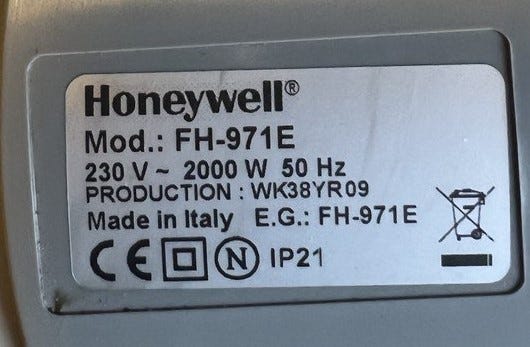 Honeywell®
Mod.: FH-971E
230 V ~ 2000 W 50 Hz
PRODUCTION : WK38YR09
Made in Italy E.G.: FH-971E
CE N IP21